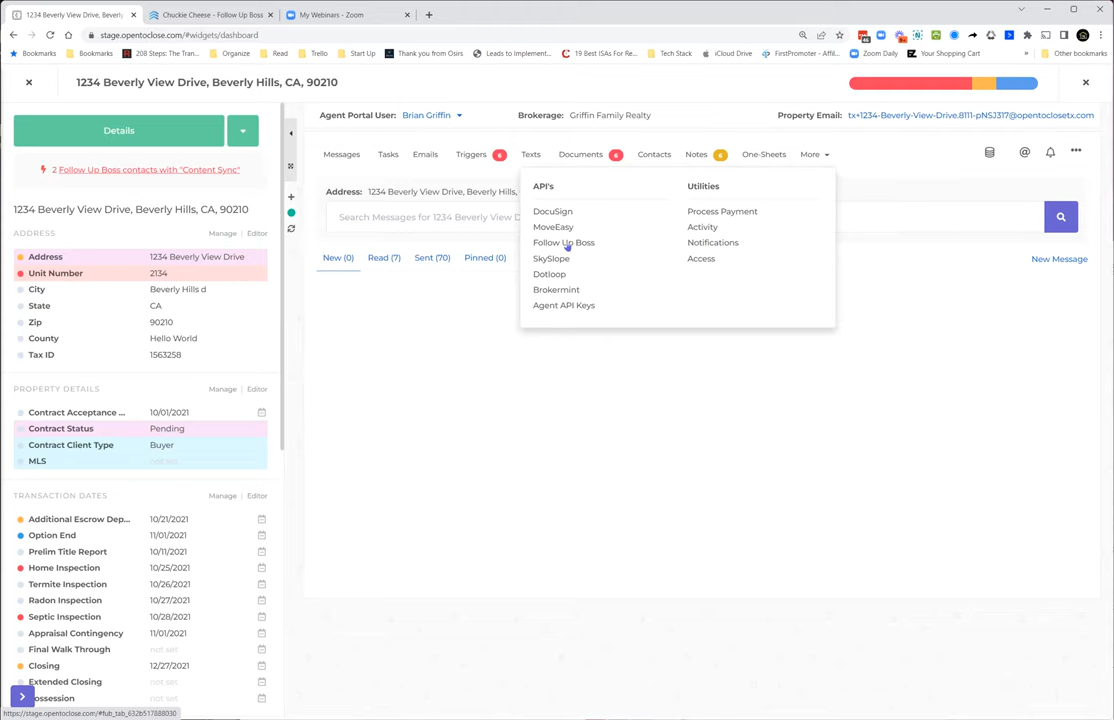 1234 Beverly View Drive, Beverly
Chuckie Cheese - Follow Up Boss
My Webinars - Zoom
stage.opentoclose.com/#widgets/dashboard
Bookmarks
Bookmarks
208 Steps: The Tran...
Organize
Read
Trello
Start Up
Thank you from Osirs
Leads to Implement...
19 Best ISAs For Re...
Tech Stack
iCloud Drive
FirstPromoter - Affil...
Zoom Daily
Your Shopping Cart
Other bookmarks
1234 Beverly View Drive, Beverly Hills, CA, 90210
Agent Portal User: Brian Griffin
Brokerage: Griffin Family Realty
Property Email: tx+1234-Beverly-View-Drive.8111-pNSJ317@opentoclosetx.com
Details
2 Follow Up Boss contacts with "Content Sync"
1234 Beverly View Drive, Beverly Hills, CA, 90210
ADDRESS Manage | Editor
Address 1234 Beverly View Drive
Unit Number 2134
City Beverly Hills d
State CA
Zip 90210
County Hello World
Tax ID 1563258
PROPERTY DETAILS Manage | Editor
Contract Acceptance ... 10/01/2021
Contract Status Pending
Contract Client Type Buyer
MLS not set
TRANSACTION DATES Manage | Editor
Additional Escrow Dep... 10/21/2021
Option End 11/01/2021
Prelim Title Report 10/11/2021
Home Inspection 10/25/2021
Termite Inspection 10/26/2021
Radon Inspection 10/27/2021
Septic Inspection 10/28/2021
Appraisal Contingency 11/01/2021
Final Walk Through not set
Closing 12/27/2021
Extended Closing not set
Possession not set
https://stage.opentoclose.com/#fub_tab_632b517888030
Messages Tasks Emails Triggers 6 Texts Documents 6 Contacts Notes 6 One-Sheets More
Address: 1234 Beverly View Drive, Beverly Hills,
Search Messages for 1234 Beverly View D
New (0) Read (7) Sent (70) Pinned (0)
New Message
API's
DocuSign
MoveEasy
Follow Up Boss
SkySlope
Dotloop
Brokermint
Agent API Keys
Utilities
Process Payment
Activity
Notifications
Access